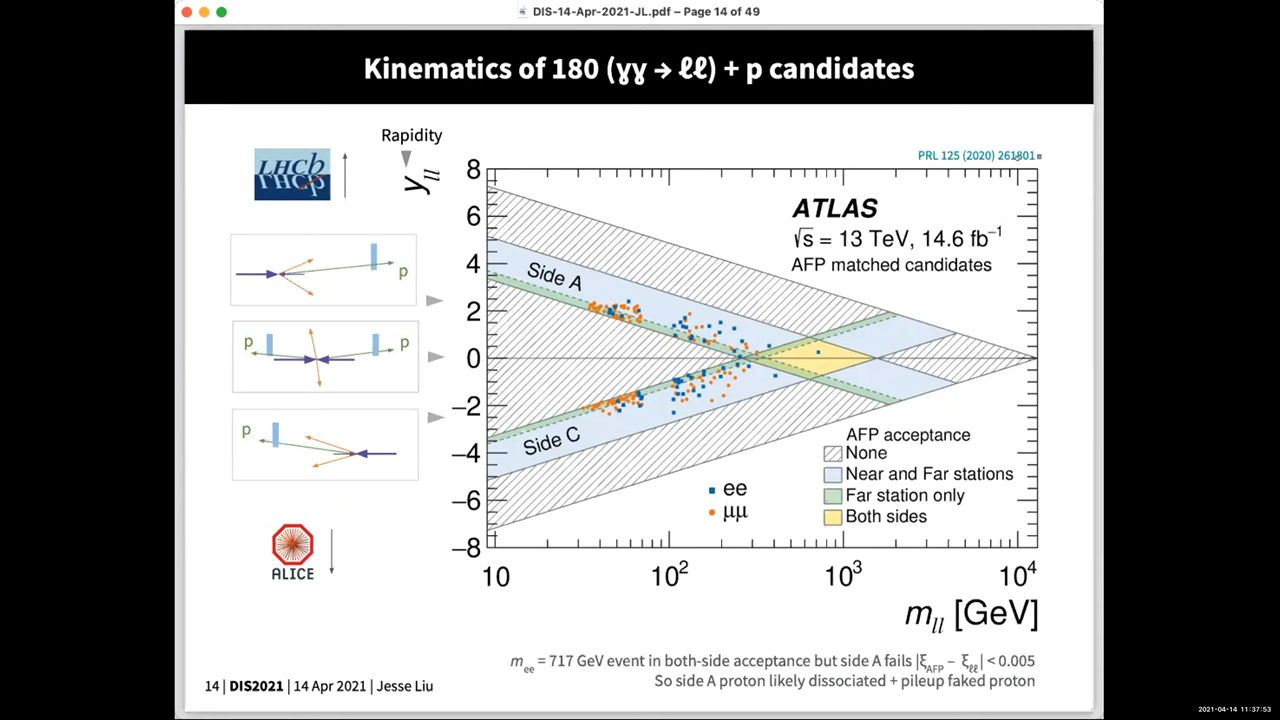 DIS-14-Apr-2021-JL.pdf – Page 14 of 49
Kinematics of 180 (γγ → ℓℓ) + p candidates
Rapidity
LHCb
LHCb
y_ll
PRL 125 (2020) 261801
8
6
4
2
0
−2
−4
−6
−8
ATLAS
√s = 13 TeV, 14.6 fb⁻¹
AFP matched candidates
Side A
Side C
p
p
p
p
AFP acceptance
None
Near and Far stations
Far station only
Both sides
ee
μμ
10
10²
10³
10⁴
m_ll [GeV]
ALICE
m_ee = 717 GeV event in both-side acceptance but side A fails |ξ_AFP − ξ_ℓℓ| < 0.005
So side A proton likely dissociated + pileup faked proton
14 | DIS2021 | 14 Apr 2021 | Jesse Liu
2021-04-14 11:37:53